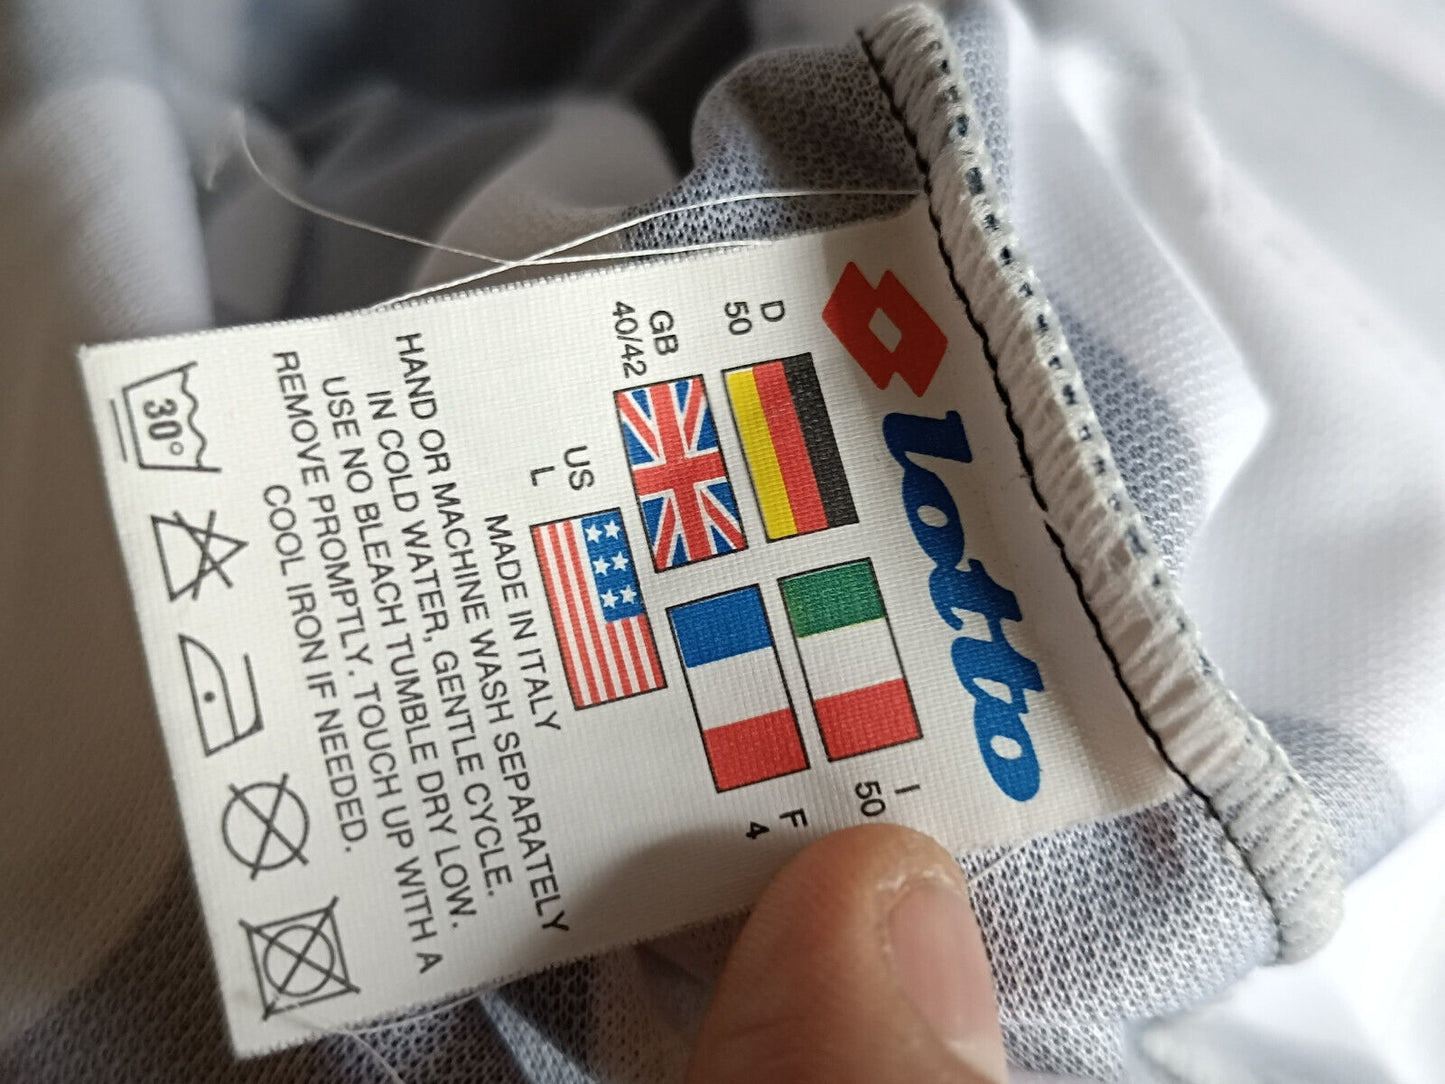 lotto
D
50
I
50
GB
40/42
F
4
US
L
MADE IN ITALY
HAND OR MACHINE WASH SEPARATELY
IN COLD WATER, GENTLE CYCLE.
USE NO BLEACH TUMBLE DRY LOW.
REMOVE PROMPTLY. TOUCH UP WITH A
COOL IRON IF NEEDED.
30°